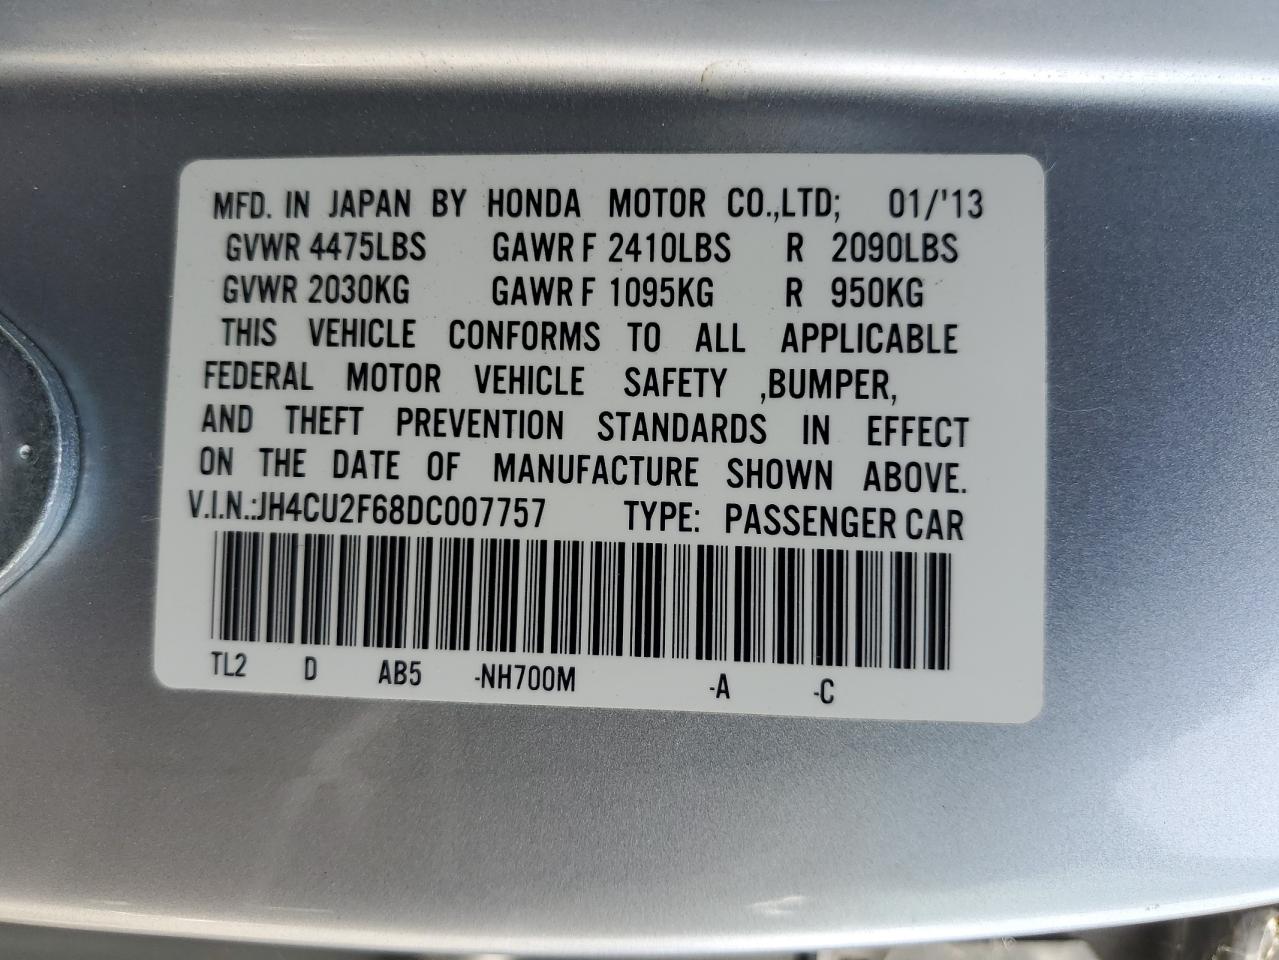 MFD. IN JAPAN BY HONDA MOTOR CO.,LTD; 01/'13
GVWR 4475LBS GAWR F 2410LBS R 2090LBS
GVWR 2030KG GAWR F 1095KG R 950KG
THIS VEHICLE CONFORMS TO ALL APPLICABLE
FEDERAL MOTOR VEHICLE SAFETY ,BUMPER,
AND THEFT PREVENTION STANDARDS IN EFFECT
ON THE DATE OF MANUFACTURE SHOWN ABOVE.
V.I.N.:JH4CU2F68DC007757 TYPE: PASSENGER CAR
TL2 D AB5 -NH700M -A -C